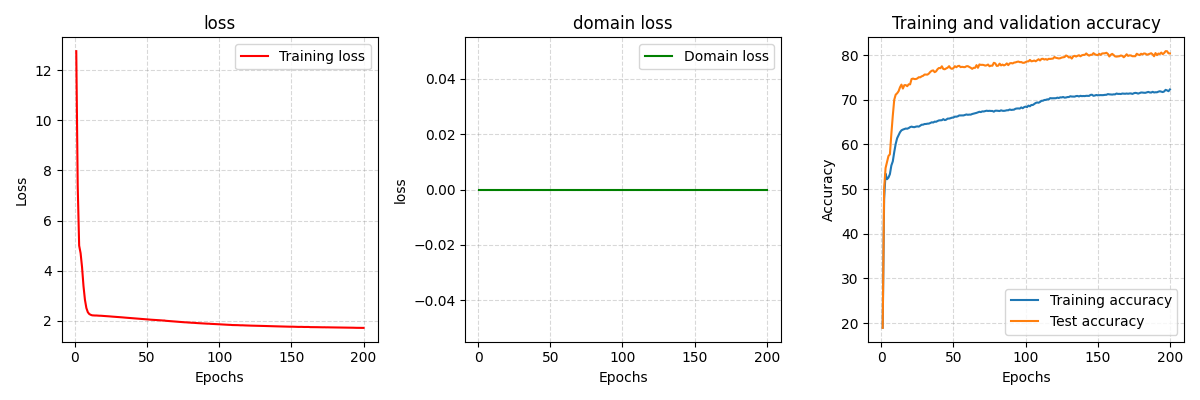 loss
Training loss
Loss
12
10
8
6
4
2
0
50
100
150
200
Epochs
domain loss
Domain loss
loss
0.04
0.02
0.00
−0.02
−0.04
0
50
100
150
200
Epochs
Training and validation accuracy
Accuracy
80
70
60
50
40
30
20
Training accuracy
Test accuracy
0
50
100
150
200
Epochs